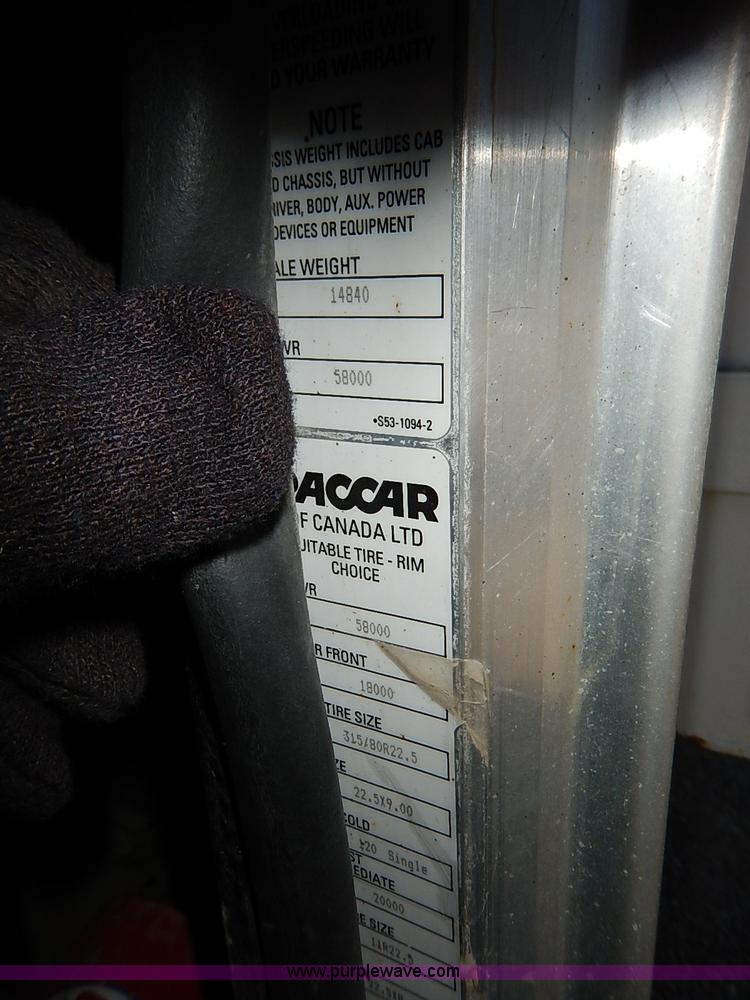 ERSPEEDING WILL
D YOUR WARRANTY
NOTE
SSIS WEIGHT INCLUDES CAB
D CHASSIS, BUT WITHOUT
RIVER, BODY, AUX. POWER
DEVICES OR EQUIPMENT
ALE WEIGHT
14840
VR
58000
•S53-1094-2
PACCAR
OF CANADA LTD
UITABLE TIRE - RIM
CHOICE
VR
58000
R FRONT
18000
TIRE SIZE
315/80R22.5
ZE
22.5X9.00
COLD
120 Single
ST
EDIATE
20000
E SIZE
11R22.5
www.purplewave.com